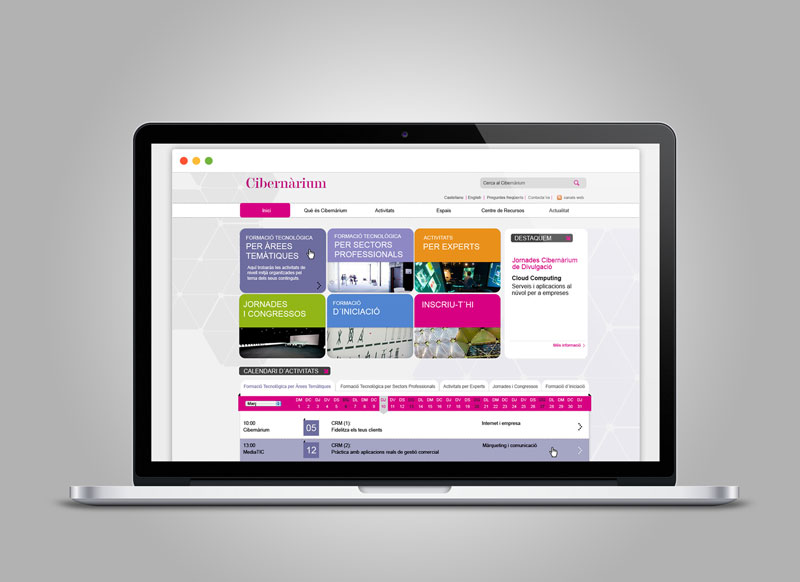 Cibernàrium
Cerca al Cibernàrium
Castellano | English | Preguntes freqüents | Contacte'ns | canals web
Inici Què és Cibernàrium Activitats Espais Centre de Recursos Actualitat
FORMACIÓ TECNOLÒGICA
PER ÀREES
TEMÀTIQUES
Aquí trobaràs les activitats de
nivell mitjà organitzades pel
tema dels seus continguts.
FORMACIÓ TECNOLÒGICA
PER SECTORS
PROFESSIONALS
ACTIVITATS
PER EXPERTS
DESTAQUEM
Jornades Cibernàrium
de Divulgació
Cloud Computing
Serveis i aplicacions al
núvol per a empreses
Més informació
JORNADES
I CONGRESSOS
FORMACIÓ
D´INICIACIÓ
INSCRIU-T´HI
CALENDARI D´ACTIVITATS
Formació Tecnològica per Àrees Temàtiques Formació Tecnològica per Sectors Professionals Activitats per Experts Jornades i Congressos Formació d´iniciació
Març
DM DC DJ DV DS DG DL DM DC DJ DV DS DG DL DM DC DJ DV DS DG DL DM DC DJ DV DS DG DL DM DC DJ
1 2 3 4 5 6 7 8 9 10 11 12 13 14 15 16 17 18 19 20 21 22 23 24 25 26 27 28 29 30 31
10:00
Cibernàrium
05
CRM (1):
Fidelitza els teus clients
Internet i empresa
13:00
MediaTIC
12
CRM (2):
Pràctica amb aplicacions reals de gestió comercial
Màrqueting i comunicació